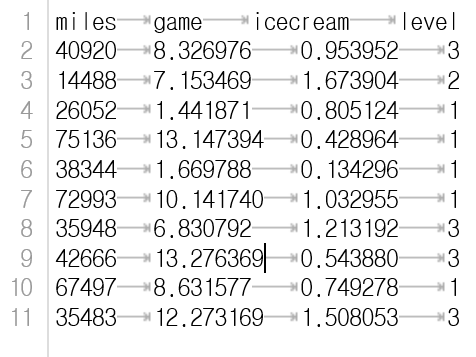 1 miles game icecream level
2 40920 8.326976 0.953952 3
3 14488 7.153469 1.673904 2
4 26052 1.441871 0.805124 1
5 75136 13.147394 0.428964 1
6 38344 1.669788 0.134296 1
7 72993 10.141740 1.032955 1
8 35948 6.830792 1.213192 3
9 42666 13.276369 0.543880 3
10 67497 8.631577 0.749278 1
11 35483 12.273169 1.508053 3